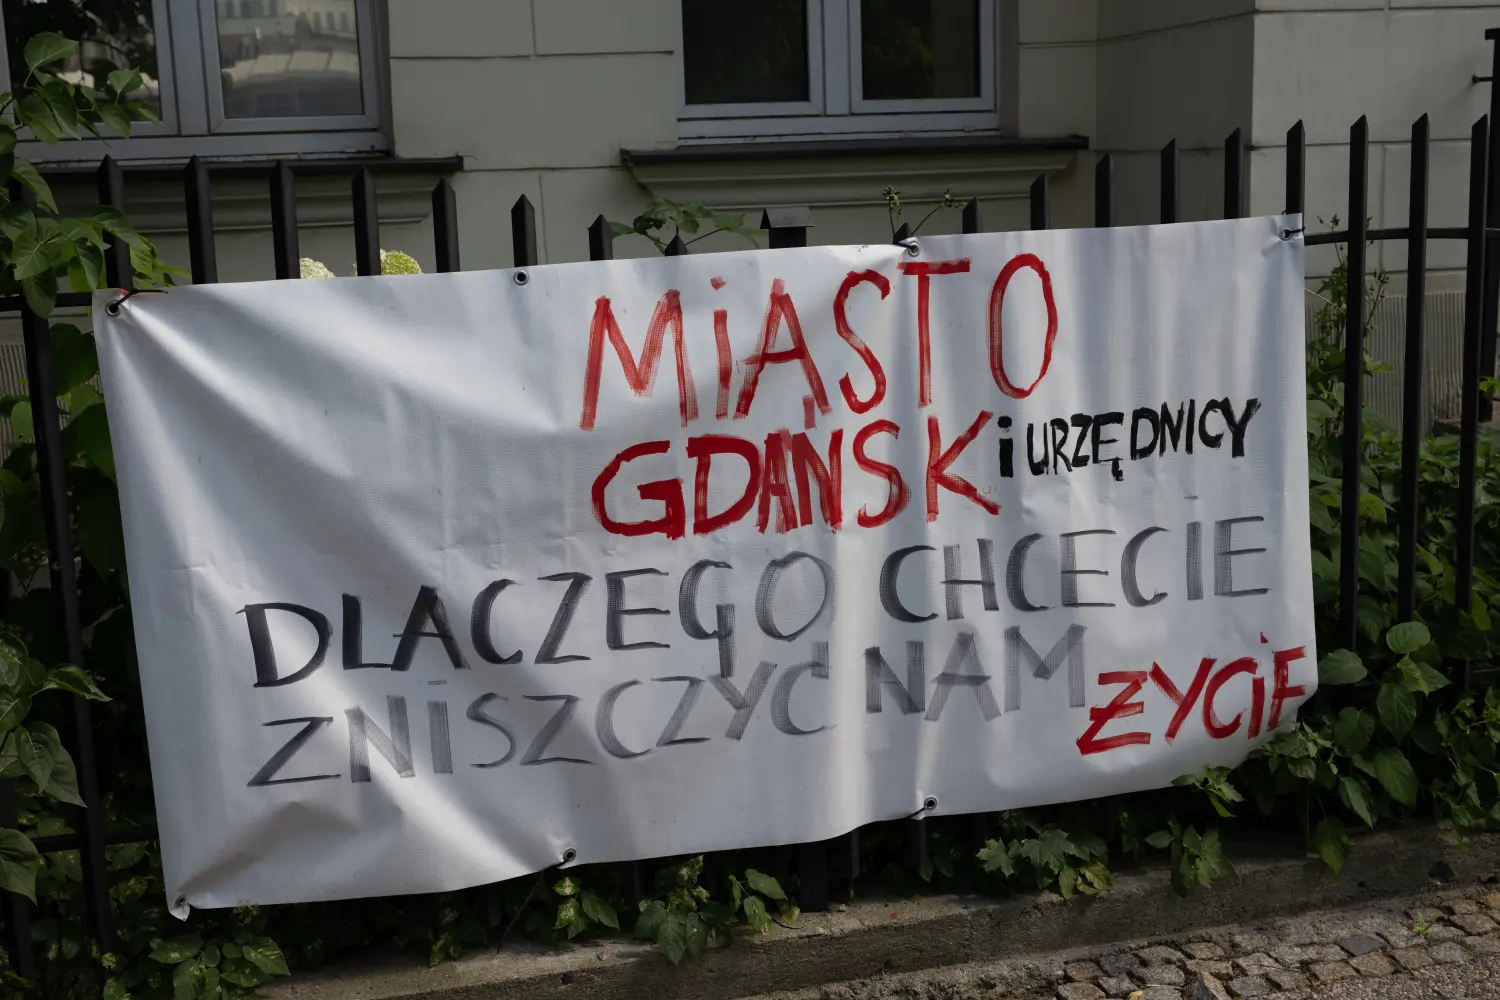 MiASTO
GDAŃSK i URZĘDNICY
DLACZEGO CHCECIE
ZNiSZCZYĆ NAM ŻYCIE